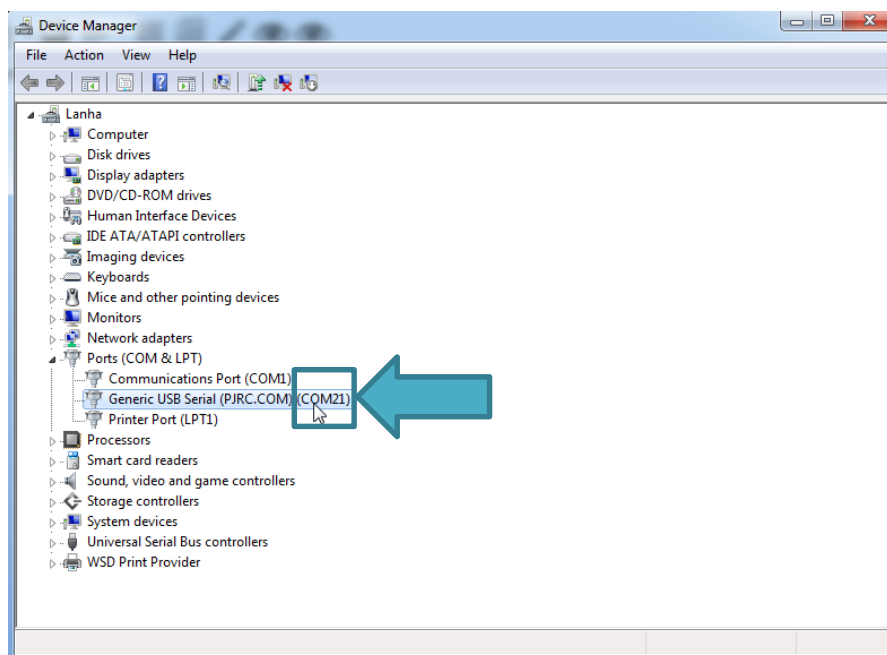 Device Manager
File Action View Help
Lanha
Computer
Disk drives
Display adapters
DVD/CD-ROM drives
Human Interface Devices
IDE ATA/ATAPI controllers
Imaging devices
Keyboards
Mice and other pointing devices
Monitors
Network adapters
Ports (COM & LPT)
Communications Port (COM1)
Generic USB Serial (PJRC.COM) (COM21)
Printer Port (LPT1)
Processors
Smart card readers
Sound, video and game controllers
Storage controllers
System devices
Universal Serial Bus controllers
WSD Print Provider